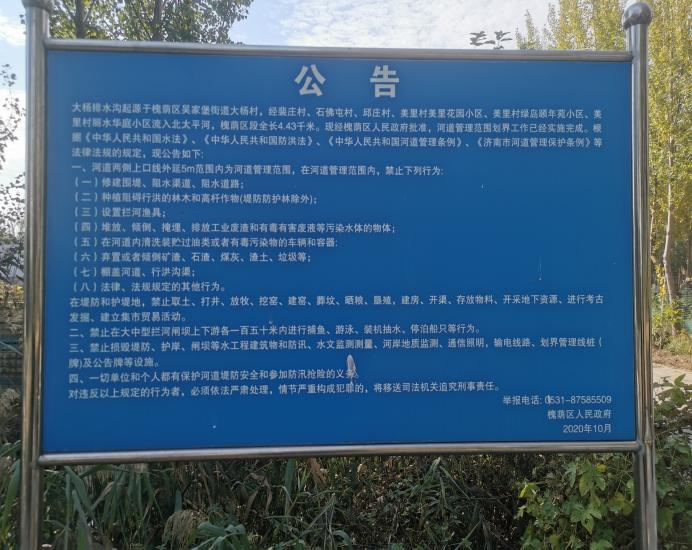 公 告
大杨排水沟起源于槐荫区吴家堡街道大杨村，经裴庄村、石佛屯村、邱庄村、美里村美里花园小区、美里村绿岛颐年苑小区、美
里村丽水华庭小区流入北太平河，槐荫区段全长4.43千米。现经槐荫区人民政府批准，河道管理范围划界工作已经实施完成。根
据《中华人民共和国水法》、《中华人民共和国防洪法》、《中华人民共和国河道管理条例》、《济南市河道管理保护条例》等
法律法规的规定，现公告如下：
一、河道两侧上口线外延5m范围内为河道管理范围，在河道管理范围内，禁止下列行为：
（一）修建围堤、阻水渠道、阻水道路；
（二）种植阻碍行洪的林木和高杆作物(堤防防护林除外)；
（三）设置拦河渔具；
（四）堆放、倾倒、掩埋、排放工业废渣和有毒有害废液等污染水体的物体；
（五）在河道内清洗装贮过油类或者有毒污染物的车辆和容器：
（六）弃置或者倾倒矿渣、石渣、煤灰、渣土、垃圾等；
（七）棚盖河道、行洪沟渠；
（八）法律、法规规定的其他行为。
在堤防和护堤地，禁止取土、打井、放牧、挖窑、建窑、葬坟、晒粮、垦殖，建房、开渠、存放物料、开采地下资源、进行考古
发掘、建立集市贸易活动。
二、禁止在大中型拦河闸坝上下游各一百五十米内进行捕鱼、游泳、装机抽水、停泊船只等行为。
三、禁止损毁堤防、护岸、闸坝等水工程建筑物和防讯、水文监测测量、河岸地质监测、通信照明，输电线路、划界管理线桩（
牌)及公告牌等设施。
四、一切单位和个人都有保护河道堤防安全和参加防汛抢险的义务。
对违反以上规定的行为者，必须依法严肃处理，情节严重构成犯罪的，将移送司法机关追究刑事责任。
举报电话: 0531-87585509
槐荫区人民政府
2020年10月